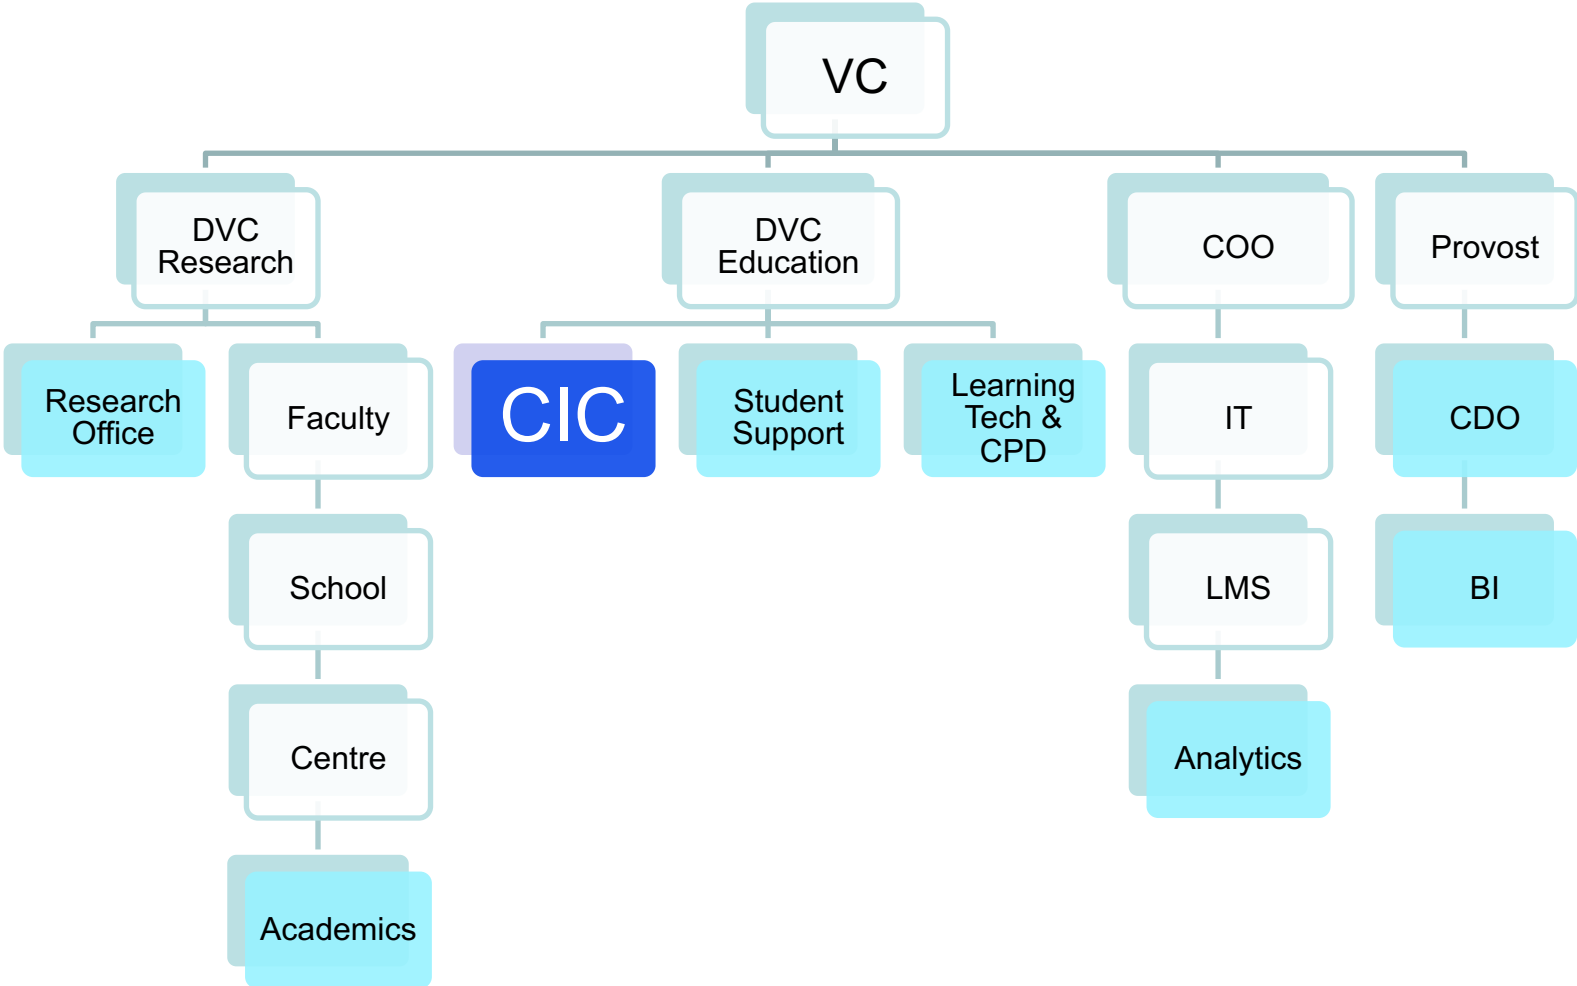 VC
DVC
Research
DVC
Education
COO
Provost
Research
Office
Faculty
CIC
Student
Support
Learning
Tech &
CPD
IT
CDO
School
LMS
BI
Centre
Analytics
Academics